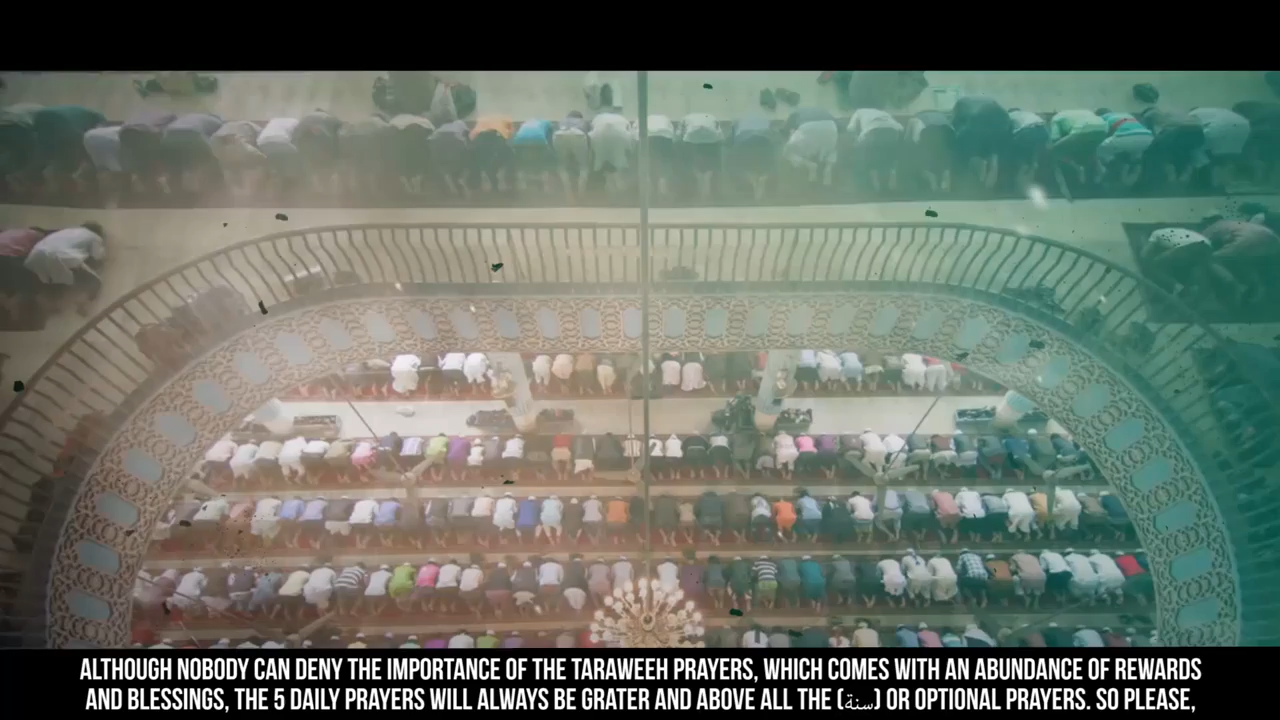 ALTHOUGH NOBODY CAN DENY THE IMPORTANCE OF THE TARAWEEH PRAYERS, WHICH COMES WITH AN ABUNDANCE OF REWARDS
AND BLESSINGS, THE 5 DAILY PRAYERS WILL ALWAYS BE GRATER AND ABOVE ALL THE (سنة) OR OPTIONAL PRAYERS. SO PLEASE,